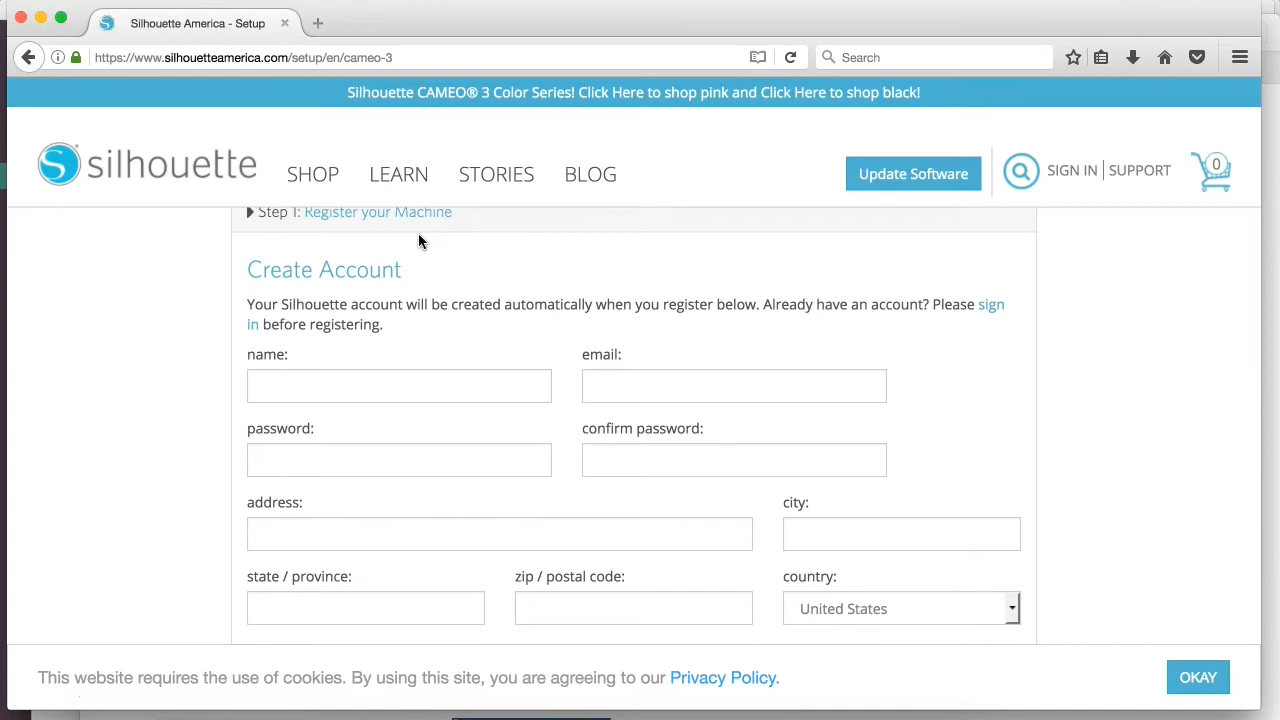 Silhouette America - Setup
https://www.silhouetteamerica.com/setup/en/cameo-3
Search
Silhouette CAMEO® 3 Color Series! Click Here to shop pink and Click Here to shop black!
silhouette
SHOP LEARN STORIES BLOG
Update Software
SIGN IN | SUPPORT
0
Step 1: Register your Machine
Create Account
Your Silhouette account will be created automatically when you register below. Already have an account? Please sign
in before registering.
name: email:
password: confirm password:
address: city:
state / province: zip / postal code: country:
United States
This website requires the use of cookies. By using this site, you are agreeing to our Privacy Policy.
OKAY